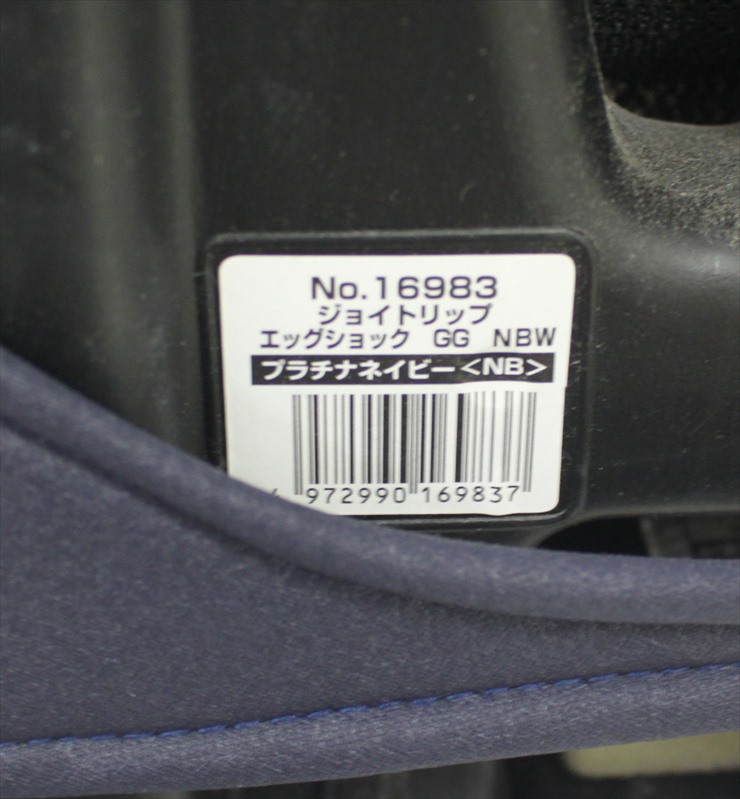 No.16983
ジョイトリップ
エッグショック GG NBW
プラチナネイビー<NB>
972990 169837